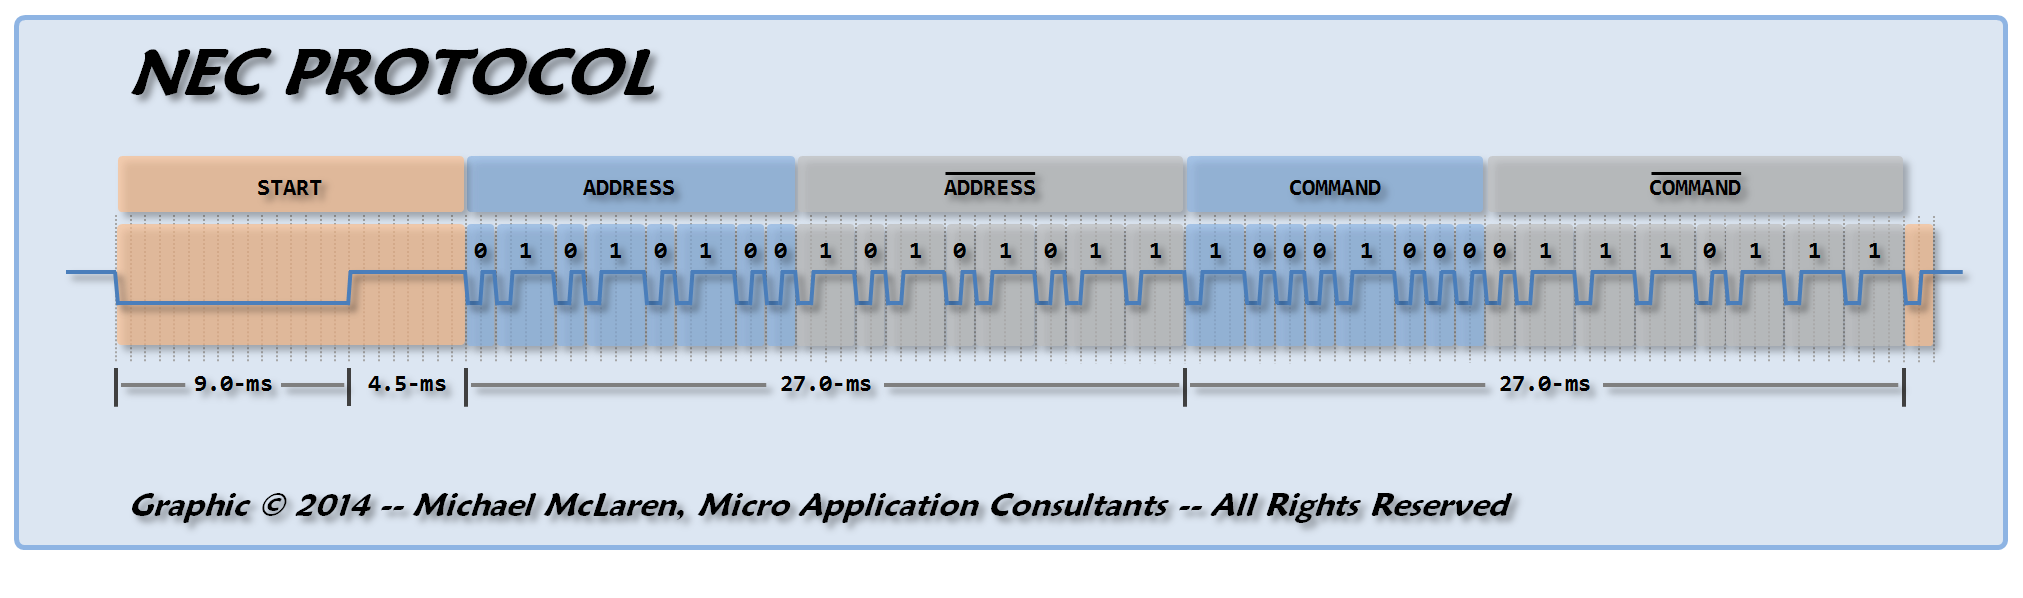 NEC PROTOCOL
START ADDRESS ADDRESS COMMAND COMMAND
0 1 0 1 0 1 0 0 1 0 1 0 1 0 1 1 1 0 0 0 1 0 0 0 0 1 1 1 0 1 1 1
9.0-ms 4.5-ms 27.0-ms 27.0-ms
Graphic © 2014 -- Michael McLaren, Micro Application Consultants -- All Rights Reserved